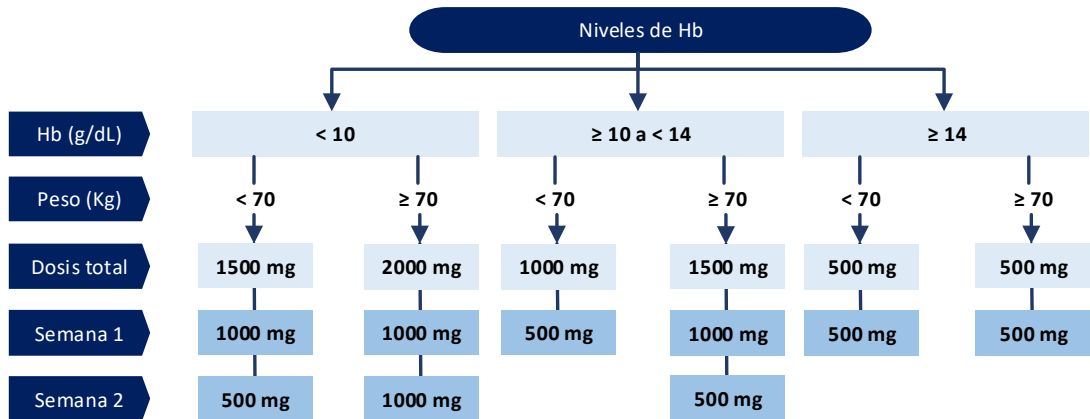 Niveles de Hb
Hb (g/dL) < 10 ≥ 10 a < 14 ≥ 14
Peso (Kg) < 70 ≥ 70 < 70 ≥ 70 < 70 ≥ 70
Dosis total 1500 mg 2000 mg 1000 mg 1500 mg 500 mg 500 mg
Semana 1 1000 mg 1000 mg 500 mg 1000 mg 500 mg 500 mg
Semana 2 500 mg 1000 mg 500 mg